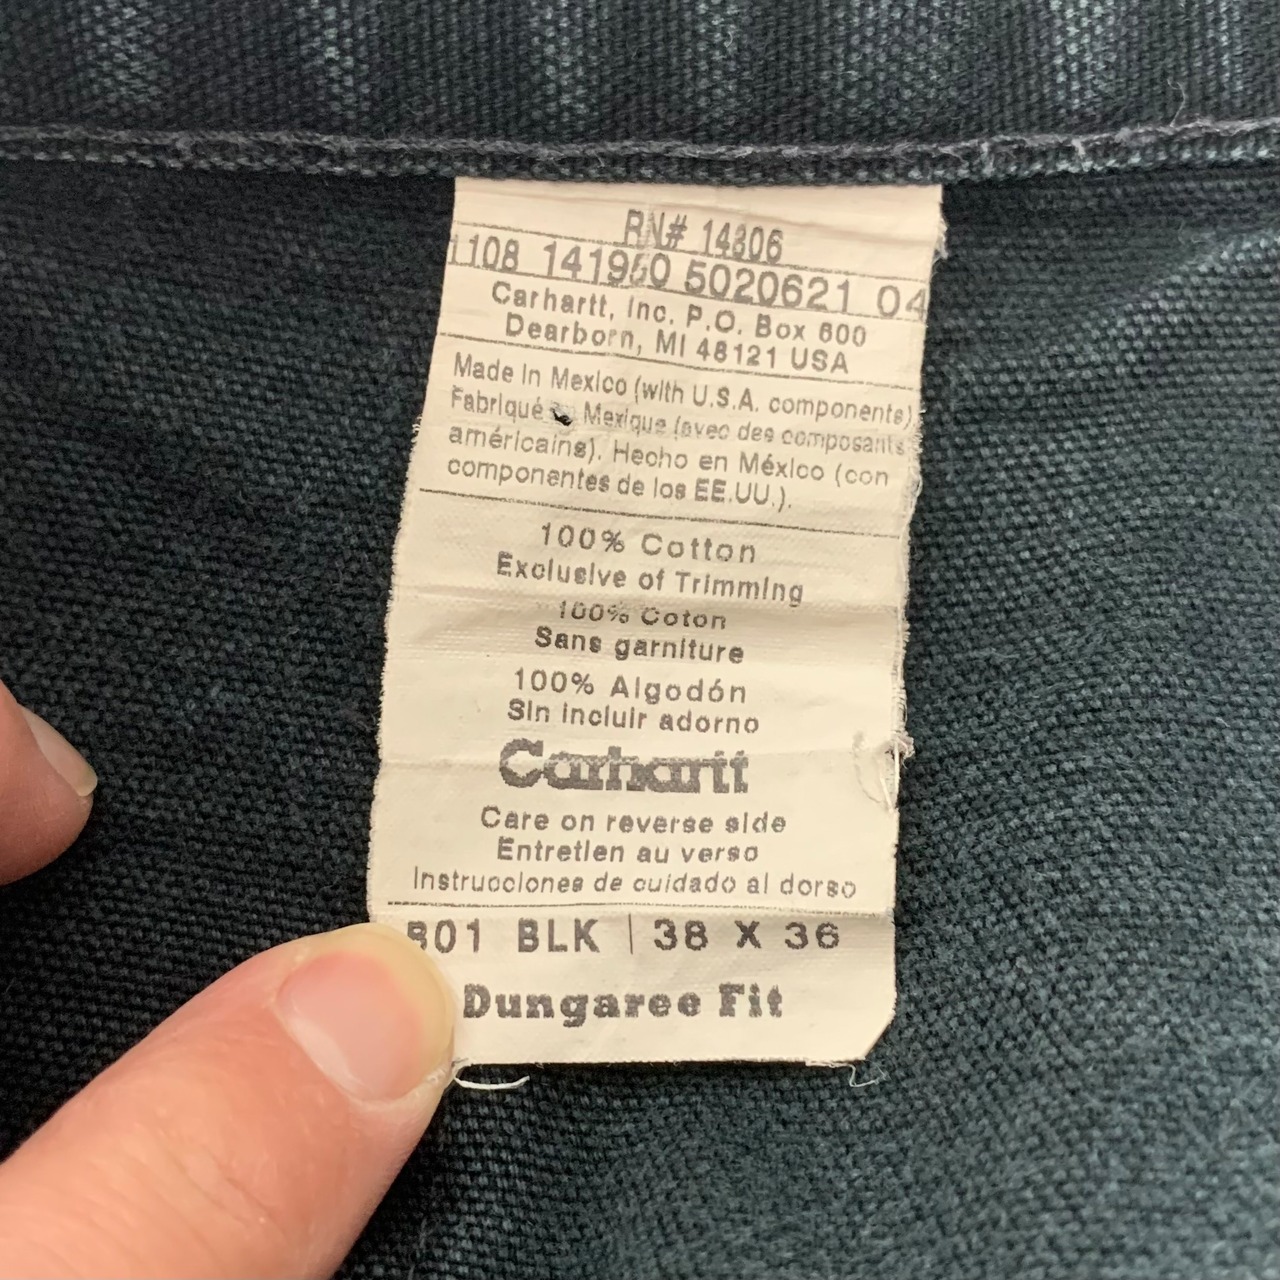 RN# 14806
1108 141960 5020621 04
Carhartt, Inc. P.O. Box 600
Dearborn, MI 48121 USA
Made in Mexico (with U.S.A. components)
Fabriqué Mexique (avec des composants
américains). Hecho en México (con
componentes de los EE.UU.).
100% Cotton
Exclusive of Trimming
100% Coton
Sans garniture
100% Algodón
Sin incluir adorno
Carhartt
Care on reverse side
Entretien au verso
Instrucciones de cuidado al dorso
B01 BLK | 38 X 36
Dungaree Fit